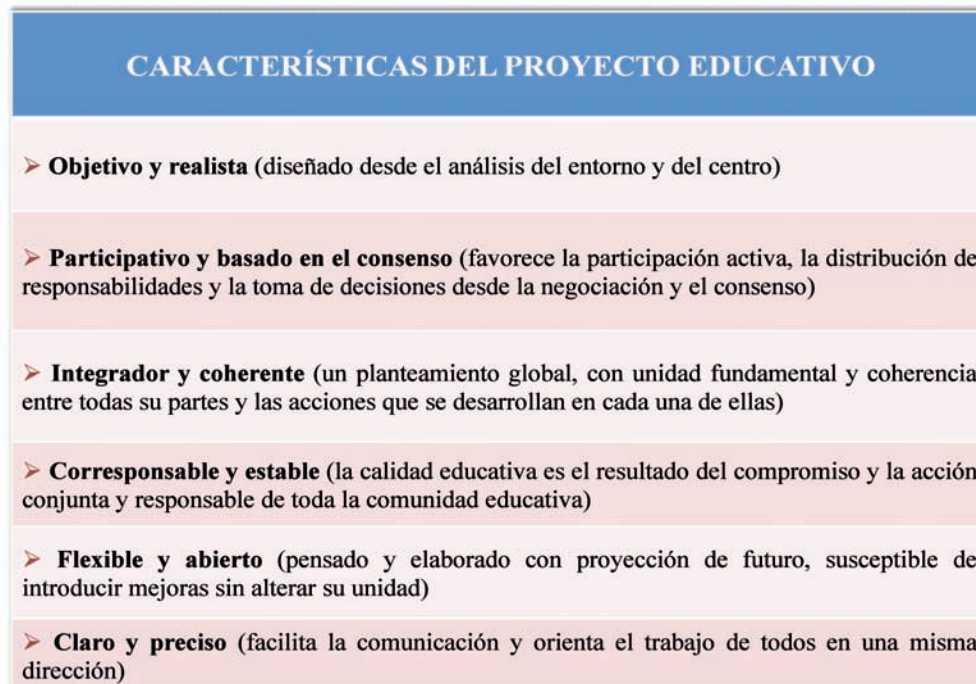 CARACTERÍSTICAS DEL PROYECTO EDUCATIVO
➢ Objetivo y realista (diseñado desde el análisis del entorno y del centro)
➢ Participativo y basado en el consenso (favorece la participación activa, la distribución de
responsabilidades y la toma de decisiones desde la negociación y el consenso)
➢ Integrador y coherente (un planteamiento global, con unidad fundamental y coherencia
entre todas su partes y las acciones que se desarrollan en cada una de ellas)
➢ Corresponsable y estable (la calidad educativa es el resultado del compromiso y la acción
conjunta y responsable de toda la comunidad educativa)
➢ Flexible y abierto (pensado y elaborado con proyección de futuro, susceptible de
introducir mejoras sin alterar su unidad)
➢ Claro y preciso (facilita la comunicación y orienta el trabajo de todos en una misma
dirección)